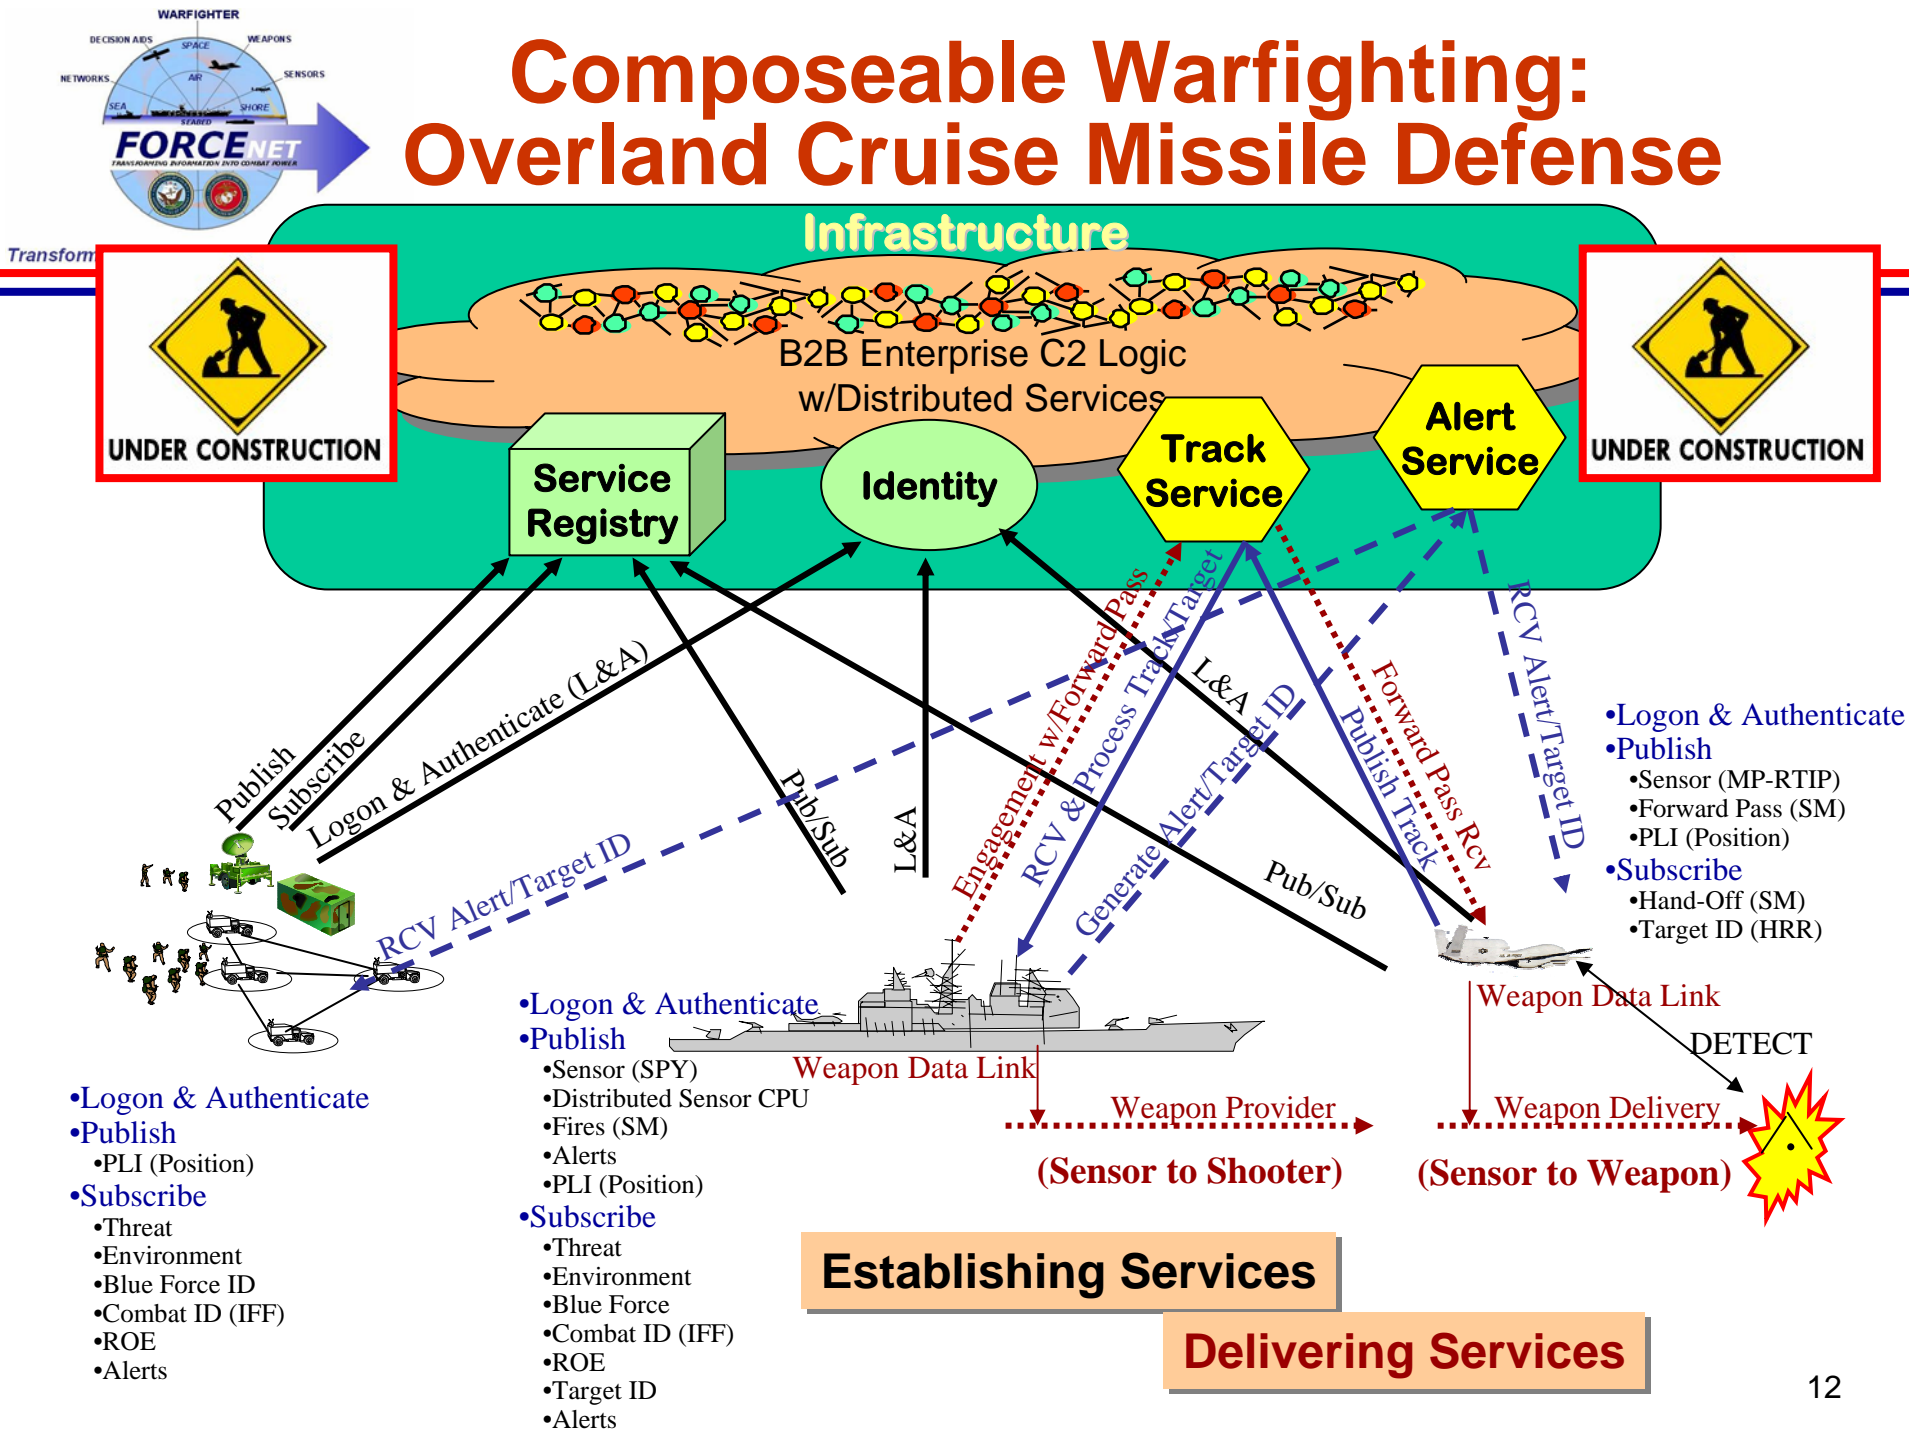 WARFIGHTER
DECISION AIDS
WEAPONS
SPACE
NETWORKS
AIR
SENSORS
SEA
SHORE
SEABED
FORCENET
TRANSFORMING INFORMATION INTO COMBAT POWER
Transform
Composeable Warfighting:
Overland Cruise Missile Defense
Infrastructure
B2B Enterprise C2 Logic
w/Distributed Services
UNDER CONSTRUCTION
UNDER CONSTRUCTION
Service
Registry
Identity
Track
Service
Alert
Service
Publish
Subscribe
Logon & Authenticate (L&A)
RCV Alert/Target ID
Pub/Sub
L&A
Engagement w/Forward Pass
RCV & Process Track/Target
Generate Alert/Target ID
L&A
Pub/Sub
Publish Track
Forward Pass Rcv
RCV Alert/Target ID
•Logon & Authenticate
•Publish
•Sensor (MP-RTIP)
•Forward Pass (SM)
•PLI (Position)
•Subscribe
•Hand-Off (SM)
•Target ID (HRR)
Weapon Data Link
DETECT
•Logon & Authenticate
•Publish
•Sensor (SPY)
•Distributed Sensor CPU
•Fires (SM)
•Alerts
•PLI (Position)
•Subscribe
•Threat
•Environment
•Blue Force
•Combat ID (IFF)
•ROE
•Target ID
•Alerts
Weapon Data Link
Weapon Provider
(Sensor to Shooter)
Weapon Delivery
(Sensor to Weapon)
•Logon & Authenticate
•Publish
•PLI (Position)
•Subscribe
•Threat
•Environment
•Blue Force ID
•Combat ID (IFF)
•ROE
•Alerts
Establishing Services
Delivering Services
12